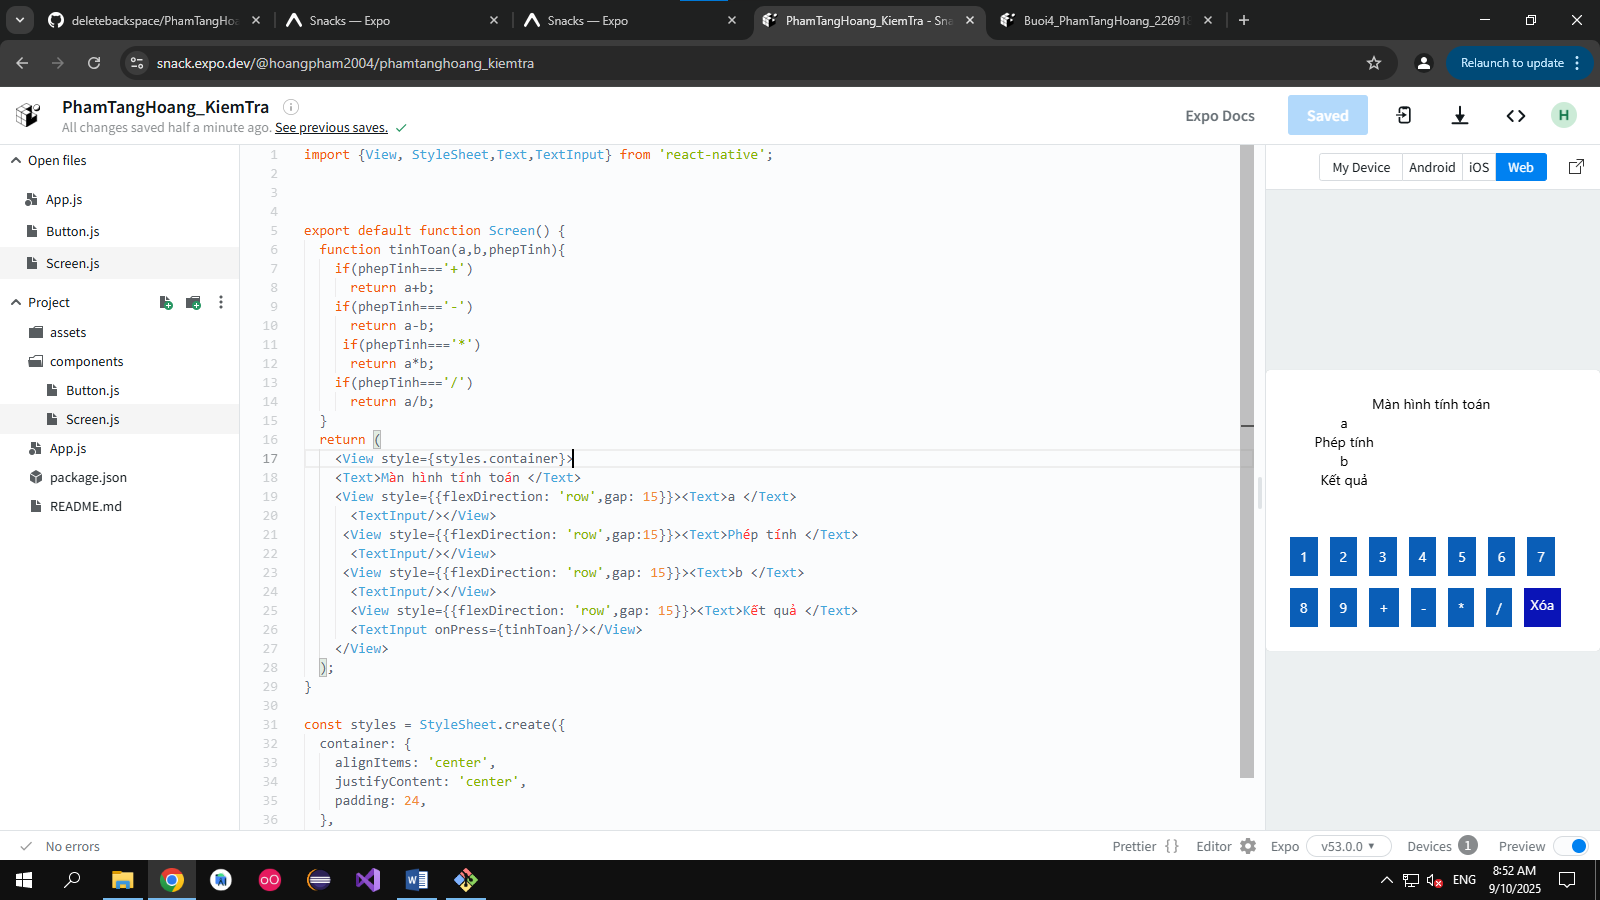 deletebackspace/PhamTangHo
Snacks — Expo
Snacks — Expo
PhamTangHoang_KiemTra - Sna
Buoi4_PhamTangHoang_22691
snack.expo.dev/@hoangpham2004/phamtanghoang_kiemtra
Relaunch to update
PhamTangHoang_KiemTra
All changes saved half a minute ago. See previous saves.
Expo Docs
Saved
H
Open files
App.js
Button.js
Screen.js
Project
assets
components
Button.js
Screen.js
App.js
package.json
README.md
1 import {View, StyleSheet,Text,TextInput} from 'react-native';
2
3
4
5 export default function Screen() {
6 function tinhToan(a,b,phepTinh){
7 if(phepTinh==='+')
8 return a+b;
9 if(phepTinh==='-')
10 return a-b;
11 if(phepTinh==='*')
12 return a*b;
13 if(phepTinh==='/')
14 return a/b;
15 }
16 return (
17 <View style={styles.container}>
18 <Text>Màn hình tính toán </Text>
19 <View style={{flexDirection: 'row',gap: 15}}><Text>a </Text>
20 <TextInput/></View>
21 <View style={{flexDirection: 'row',gap:15}}><Text>Phép tính </Text>
22 <TextInput/></View>
23 <View style={{flexDirection: 'row',gap: 15}}><Text>b </Text>
24 <TextInput/></View>
25 <View style={{flexDirection: 'row',gap: 15}}><Text>Kết quả </Text>
26 <TextInput onPress={tinhToan}/></View>
27 </View>
28 );
29 }
30
31 const styles = StyleSheet.create({
32 container: {
33 alignItems: 'center',
34 justifyContent: 'center',
35 padding: 24,
36 },
My Device Android iOS Web
Màn hình tính toán
a
Phép tính
b
Kết quả
1 2 3 4 5 6 7
8 9 + - * / Xóa
No errors
Prettier {} Editor Expo v53.0.0 Devices 1 Preview
ENG
8:52 AM
9/10/2025